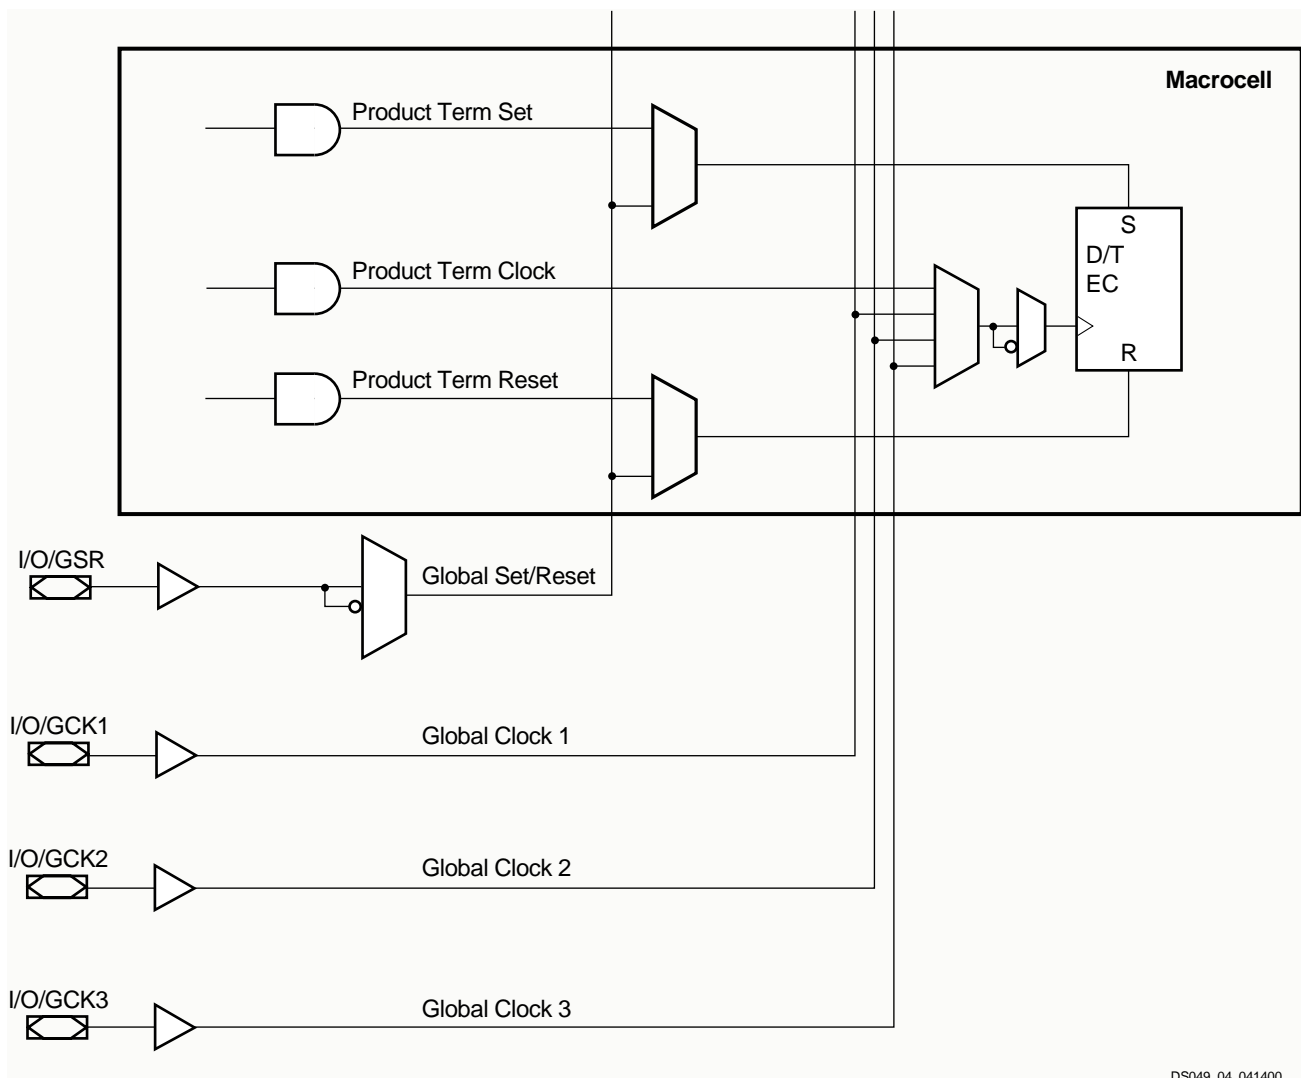 Macrocell
Product Term Set
S
D/T
EC
Product Term Clock
R
Product Term Reset
I/O/GSR
Global Set/Reset
I/O/GCK1
Global Clock 1
I/O/GCK2
Global Clock 2
I/O/GCK3
Global Clock 3
DS049_04_041400